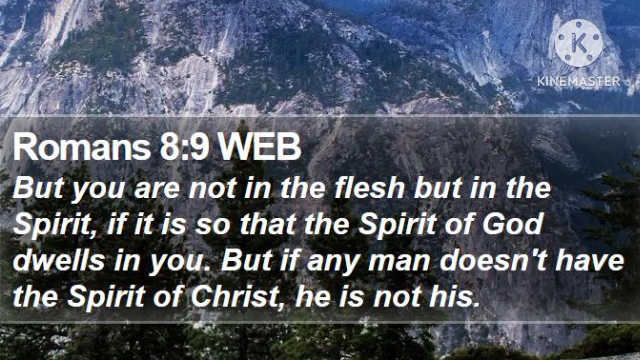 KINEMASTER
Romans 8:9 WEB
But you are not in the flesh but in the
Spirit, if it is so that the Spirit of God
dwells in you. But if any man doesn't have
the Spirit of Christ, he is not his.